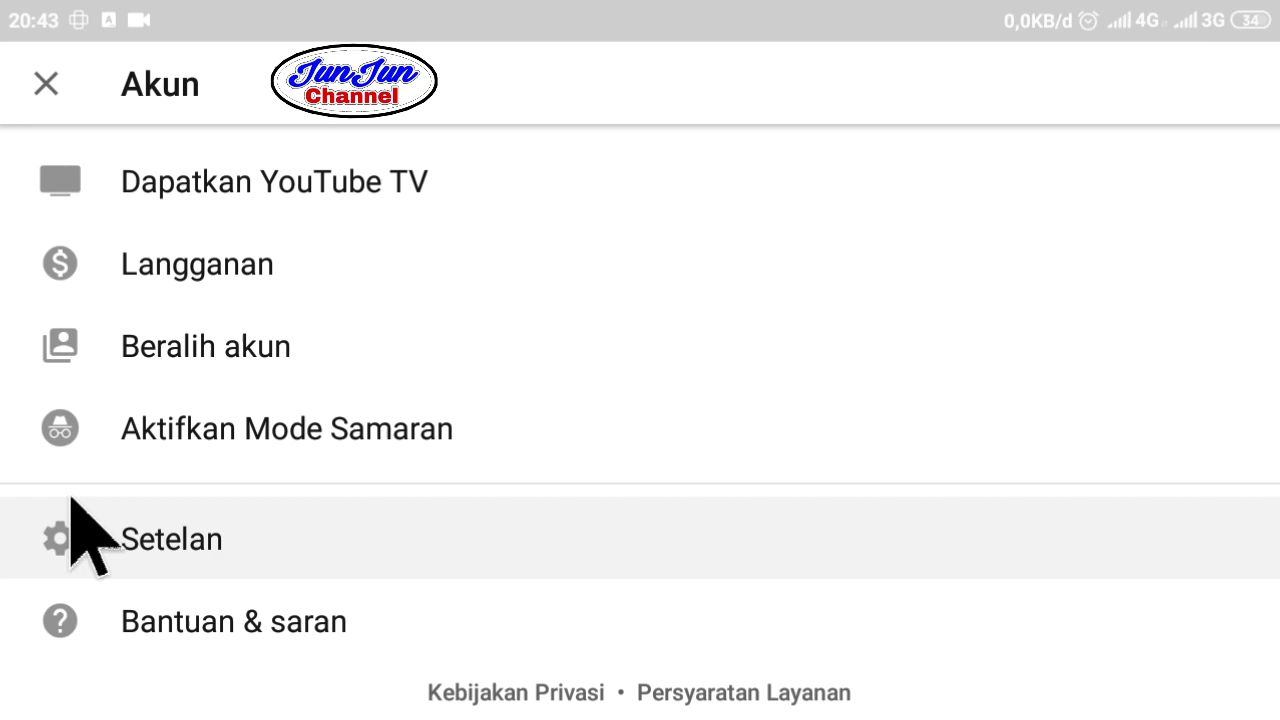 20:43 A 0,0KB/d 4G 3G 34
Akun
JunJun
Channel
Dapatkan YouTube TV
$ Langganan
Beralih akun
Aktifkan Mode Samaran
Setelan
? Bantuan & saran
Kebijakan Privasi • Persyaratan Layanan